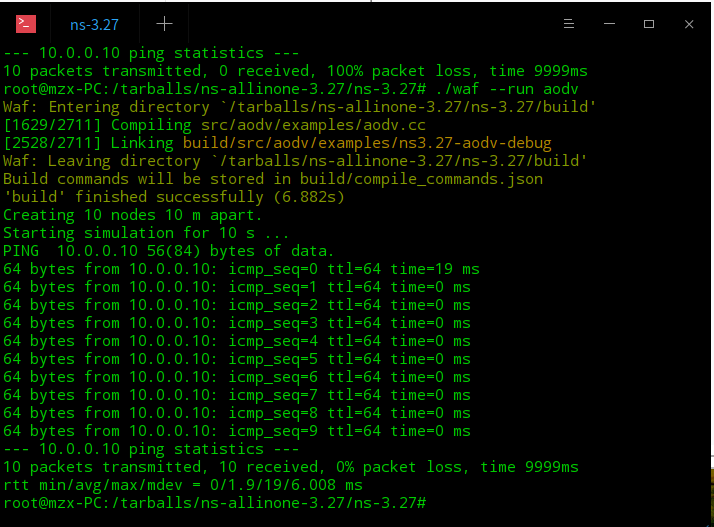 ns-3.27
--- 10.0.0.10 ping statistics ---
10 packets transmitted, 0 received, 100% packet loss, time 9999ms
root@mzx-PC:/tarballs/ns-allinone-3.27/ns-3.27# ./waf --run aodv
Waf: Entering directory `/tarballs/ns-allinone-3.27/ns-3.27/build'
[1629/2711] Compiling src/aodv/examples/aodv.cc
[2528/2711] Linking build/src/aodv/examples/ns3.27-aodv-debug
Waf: Leaving directory `/tarballs/ns-allinone-3.27/ns-3.27/build'
Build commands will be stored in build/compile_commands.json
'build' finished successfully (6.882s)
Creating 10 nodes 10 m apart.
Starting simulation for 10 s ...
PING  10.0.0.10 56(84) bytes of data.
64 bytes from 10.0.0.10: icmp_seq=0 ttl=64 time=19 ms
64 bytes from 10.0.0.10: icmp_seq=1 ttl=64 time=0 ms
64 bytes from 10.0.0.10: icmp_seq=2 ttl=64 time=0 ms
64 bytes from 10.0.0.10: icmp_seq=3 ttl=64 time=0 ms
64 bytes from 10.0.0.10: icmp_seq=4 ttl=64 time=0 ms
64 bytes from 10.0.0.10: icmp_seq=5 ttl=64 time=0 ms
64 bytes from 10.0.0.10: icmp_seq=6 ttl=64 time=0 ms
64 bytes from 10.0.0.10: icmp_seq=7 ttl=64 time=0 ms
64 bytes from 10.0.0.10: icmp_seq=8 ttl=64 time=0 ms
64 bytes from 10.0.0.10: icmp_seq=9 ttl=64 time=0 ms
--- 10.0.0.10 ping statistics ---
10 packets transmitted, 10 received, 0% packet loss, time 9999ms
rtt min/avg/max/mdev = 0/1.9/19/6.008 ms
root@mzx-PC:/tarballs/ns-allinone-3.27/ns-3.27#